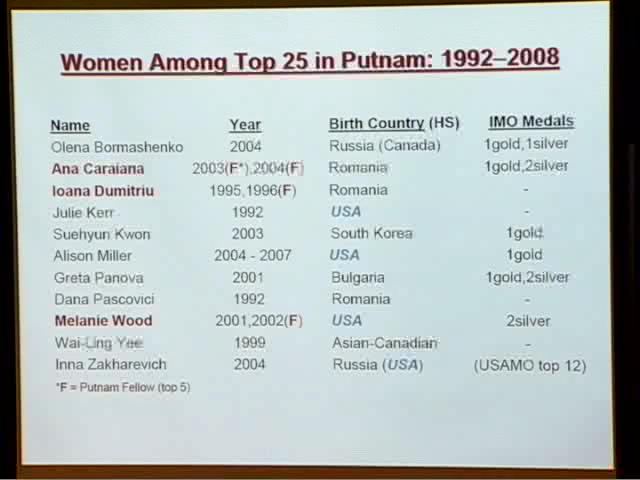 Women Among Top 25 in Putnam: 1992–2008
Name Year Birth Country (HS) IMO Medals
Olena Bormashenko 2004 Russia (Canada) 1gold,1silver
Ana Caraiana 2003(F*),2004(F) Romania 1gold,2silver
Ioana Dumitriu 1995,1996(F) Romania -
Julie Kerr 1992 USA -
Suehyun Kwon 2003 South Korea 1gold
Alison Miller 2004 - 2007 USA 1gold
Greta Panova 2001 Bulgaria 1gold,2silver
Dana Pascovici 1992 Romania -
Melanie Wood 2001,2002(F) USA 2silver
Wai-Ling Yee 1999 Asian-Canadian -
Inna Zakharevich 2004 Russia (USA) (USAMO top 12)
*F = Putnam Fellow (top 5)